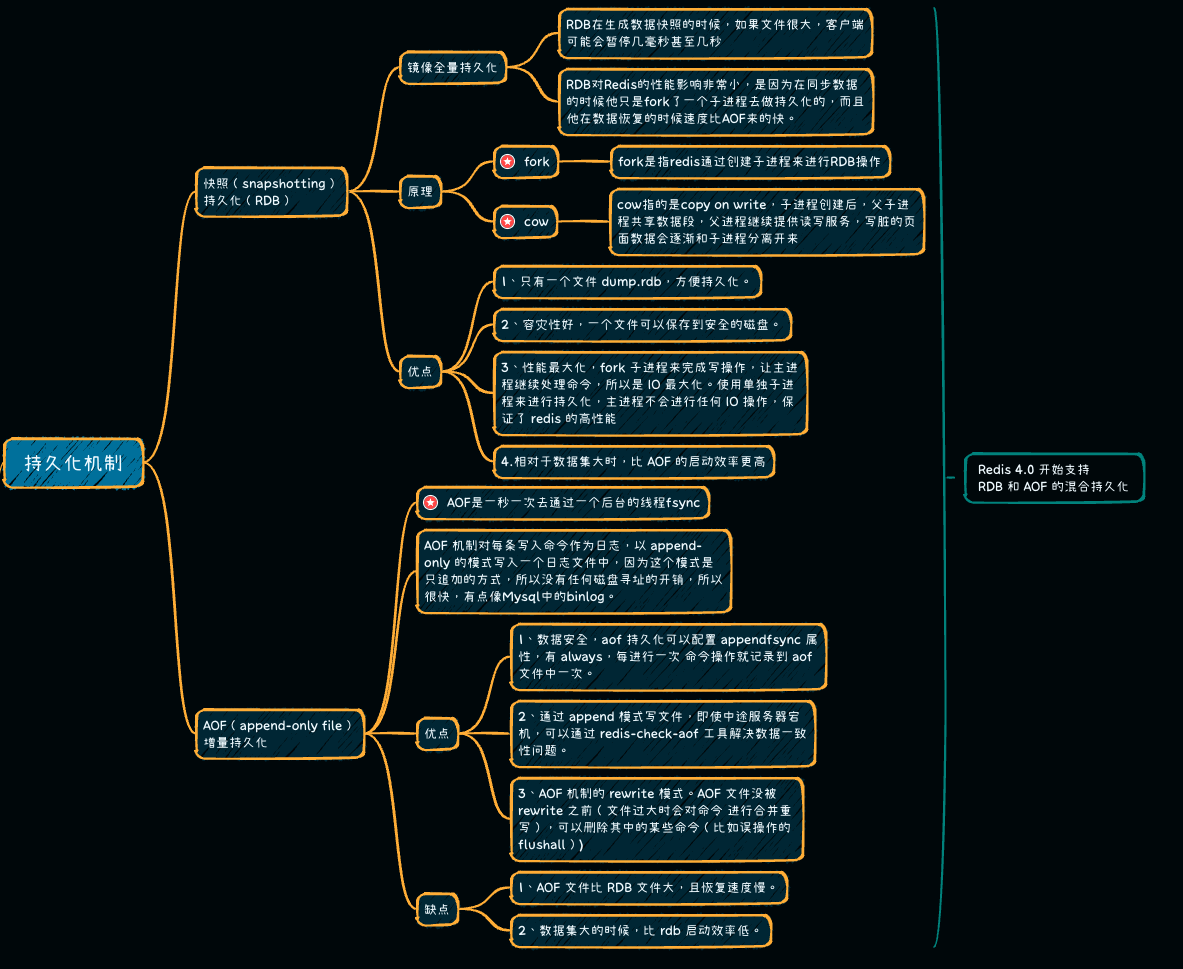 持久化机制
快照（snapshotting）
持久化（RDB）
镜像全量持久化
RDB在生成数据快照的时候，如果文件很大，客户端
可能会暂停几毫秒甚至几秒
RDB对Redis的性能影响非常小，是因为在同步数据
的时候他只是fork了一个子进程去做持久化的，而且
他在数据恢复的时候速度比AOF来的快。
原理
fork
fork是指redis通过创建子进程来进行RDB操作
cow
cow指的是copy on write，子进程创建后，父子进
程共享数据段，父进程继续提供读写服务，写脏的页
面数据会逐渐和子进程分离开来
优点
1、只有一个文件 dump.rdb，方便持久化。
2、容灾性好，一个文件可以保存到安全的磁盘。
3、性能最大化，fork 子进程来完成写操作，让主进
程继续处理命令，所以是 IO 最大化。使用单独子进
程来进行持久化，主进程不会进行任何 IO 操作，保
证了 redis 的高性能
4.相对于数据集大时，比 AOF 的启动效率更高
AOF（append-only file）
增量持久化
AOF是一秒一次去通过一个后台的线程fsync
AOF 机制对每条写入命令作为日志，以 append-
only 的模式写入一个日志文件中，因为这个模式是
只追加的方式，所以没有任何磁盘寻址的开销，所以
很快，有点像Mysql中的binlog。
优点
1、数据安全，aof 持久化可以配置 appendfsync 属
性，有 always，每进行一次 命令操作就记录到 aof
文件中一次。
2、通过 append 模式写文件，即使中途服务器宕
机，可以通过 redis-check-aof 工具解决数据一致
性问题。
3、AOF 机制的 rewrite 模式。AOF 文件没被
rewrite 之前（文件过大时会对命令 进行合并重
写），可以删除其中的某些命令（比如误操作的
flushall）)
缺点
1、AOF 文件比 RDB 文件大，且恢复速度慢。
2、数据集大的时候，比 rdb 启动效率低。
Redis 4.0 开始支持
RDB 和 AOF 的混合持久化